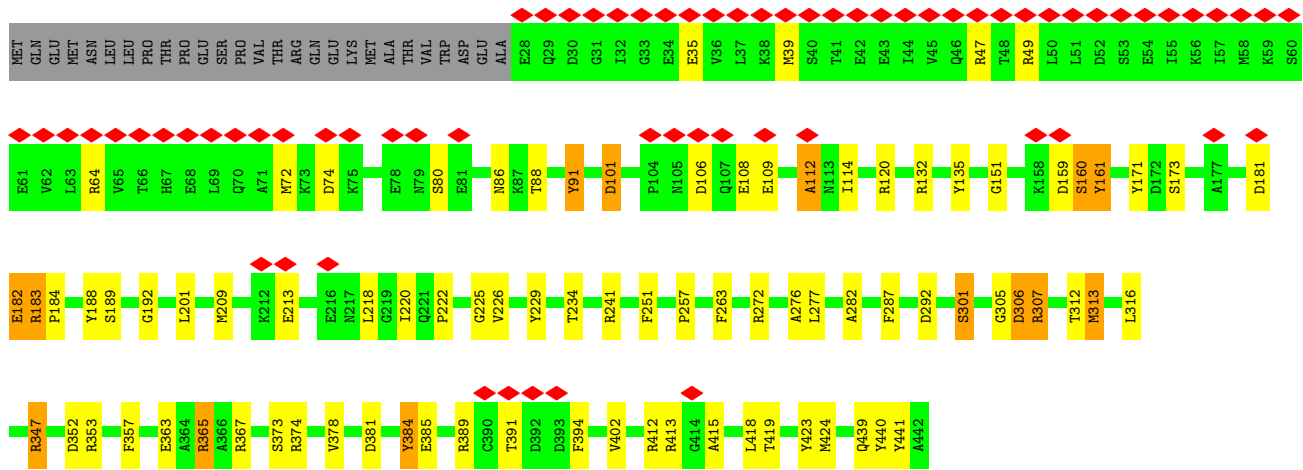 MET GLN GLU MET ASN LEU LEU PRO THR PRO GLU SER PRO VAL THR ARG GLN GLU LYS MET ALA THR VAL TRP ASP GLU ALA E28 Q29 D30 G31 I32 G33 E34 E35 V36 L37 K38 M39 S40 T41 E42 E43 I44 V45 Q46 R47 T48 R49 L50 L51 D52 S53 E54 I55 K56 I57 M58 K59 S60
E61 V62 L63 R64 V65 T66 H67 E68 L69 Q70 A71 M72 K73 D74 K75 E78 N79 S80 E81 N86 K87 T88 Y91 D101 P104 N105 D106 Q107 E108 E109 A112 N113 I114 R120 R132 Y135 G151 K158 D159 S160 Y161 Y171 D172 S173 A177 D181
E182 R183 P184 Y188 S189 G192 L201 M209 K212 E213 E216 N217 L218 G219 I220 Q221 P222 G225 V226 Y229 T234 R241 F251 P257 F263 R272 A276 L277 A282 F287 D292 S301 G305 D306 R307 T312 M313 L316
R347 D352 R353 F357 E363 A364 R365 A366 R367 S373 R374 V378 D381 Y384 E385 R389 C390 T391 D392 D393 F394 V402 R412 R413 G414 A415 L418 T419 Y423 M424 Q439 Y440 Y441 A442